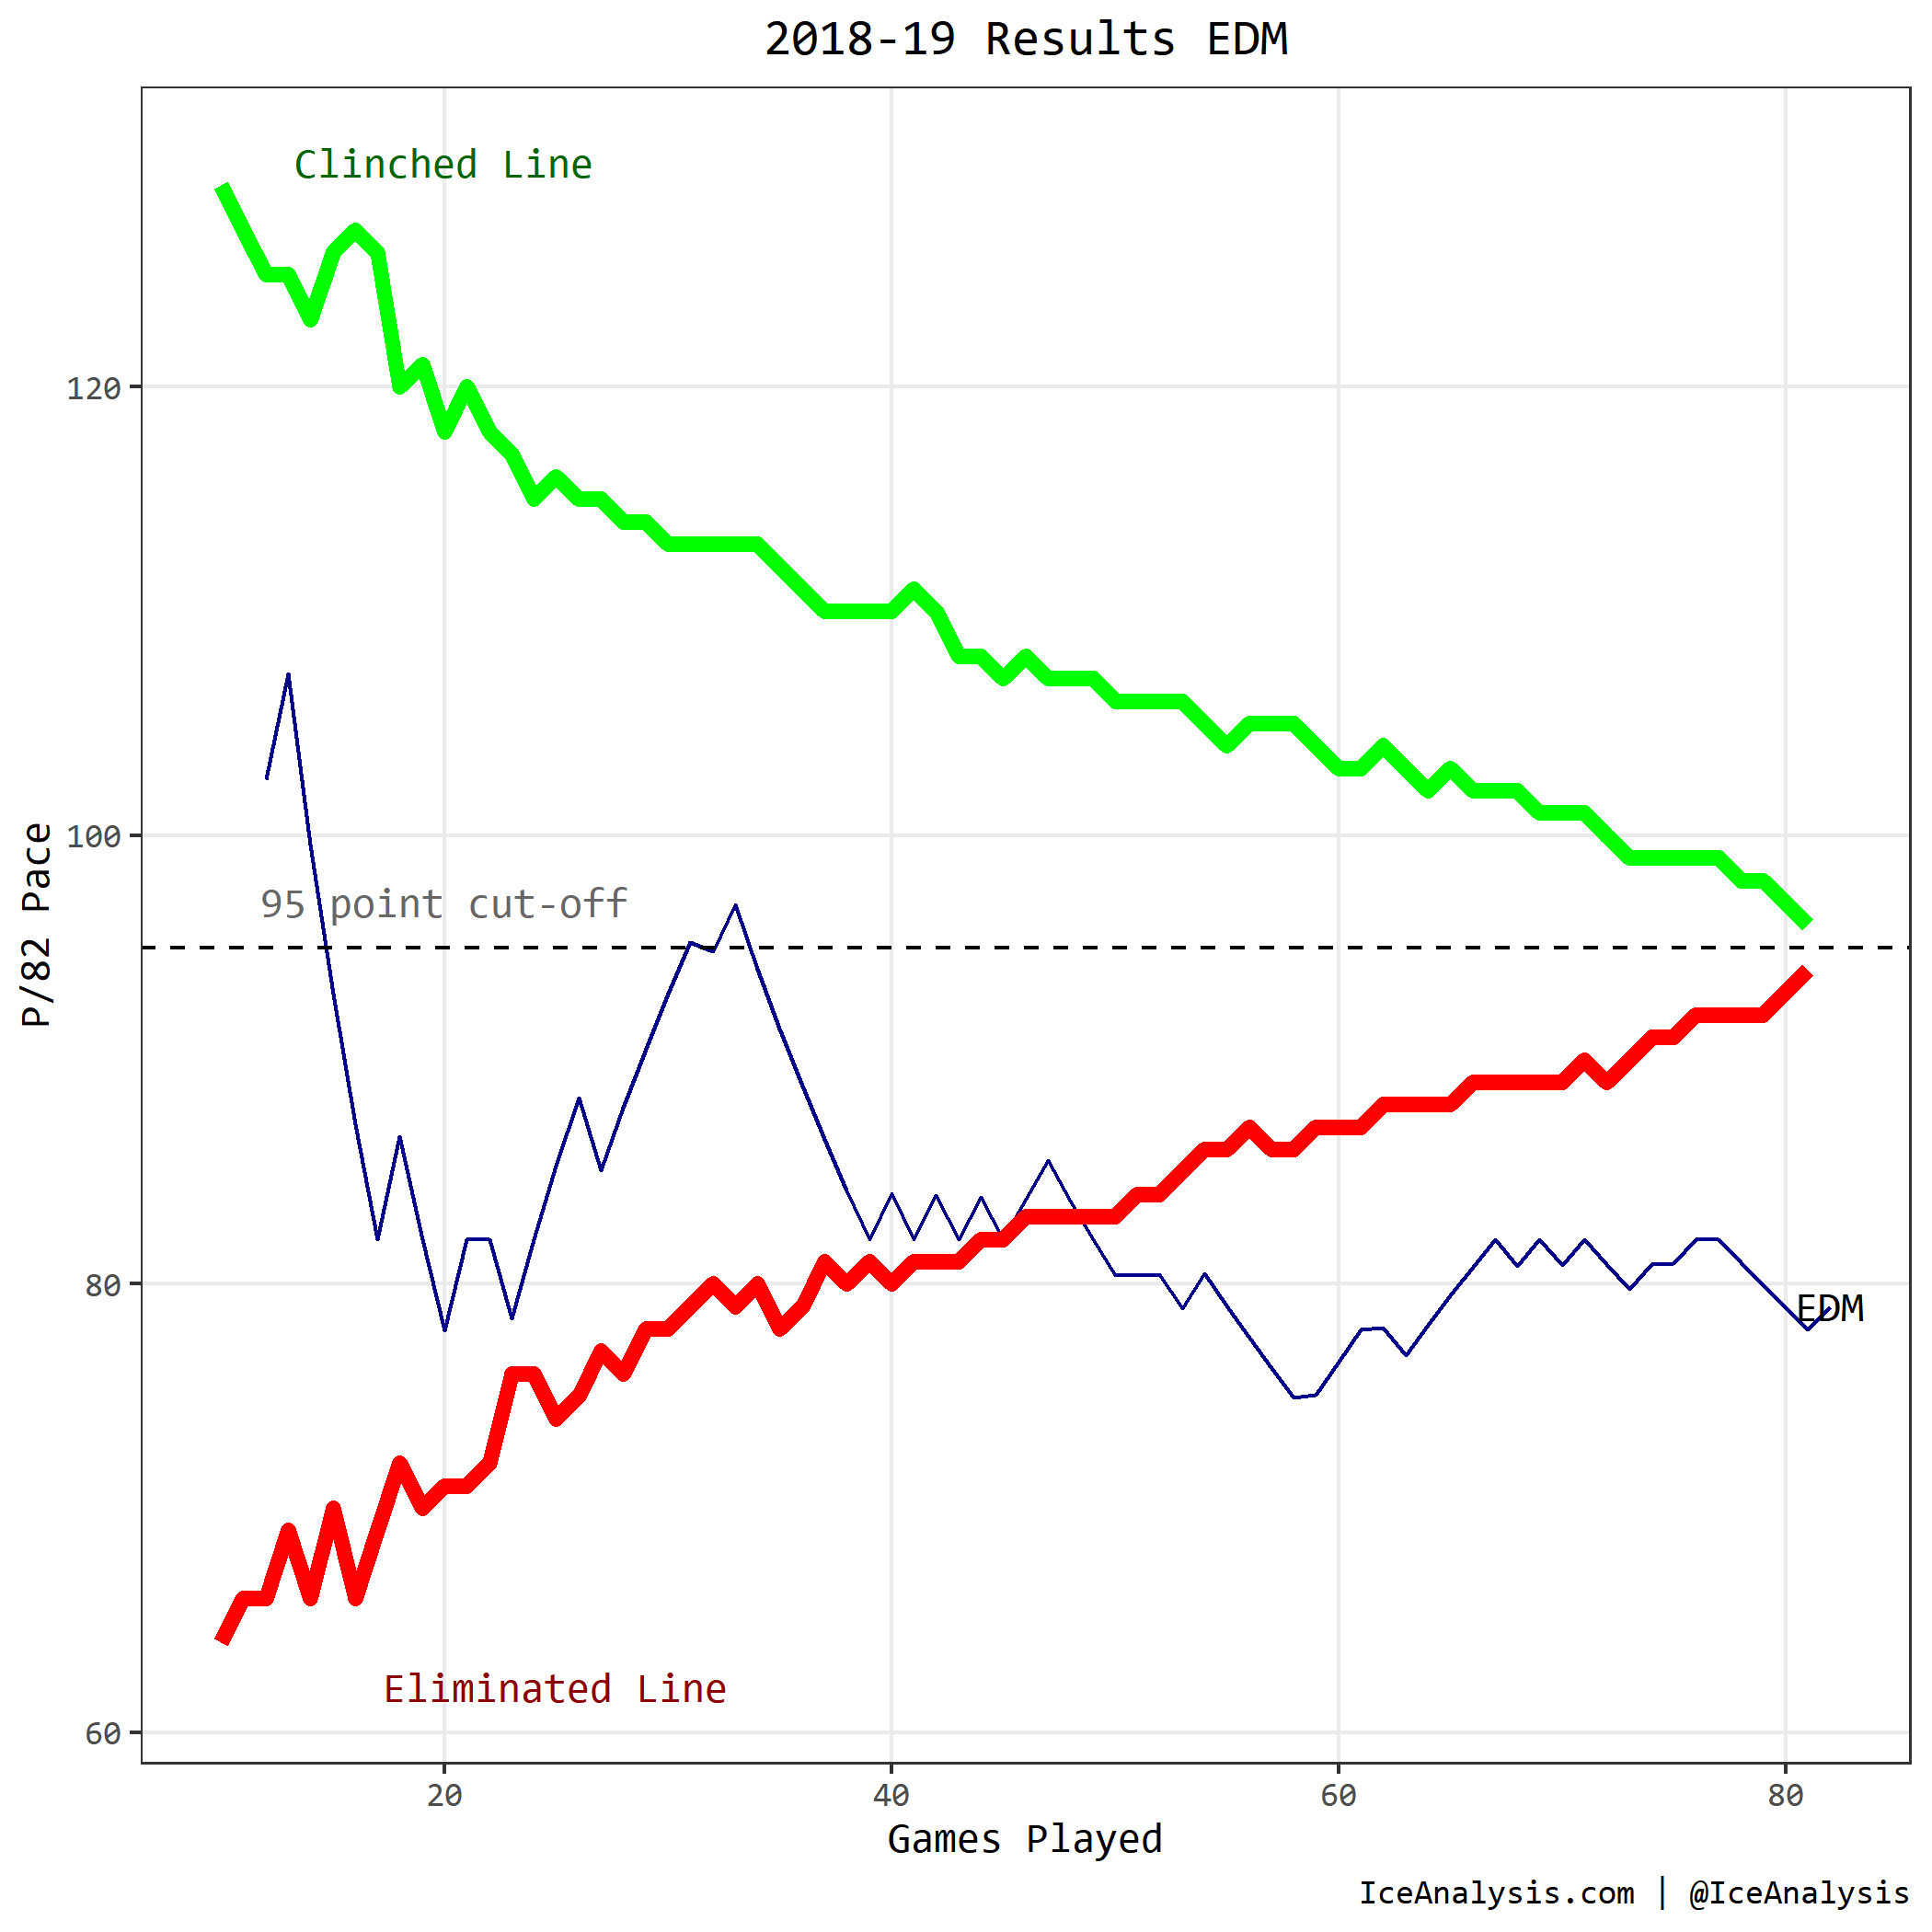 2018-19 Results EDM
Clinched Line
120
P/82 Pace
100
95 point cut-off
80
EDM
Eliminated Line
60
20 40 60 80
Games Played
IceAnalysis.com | @IceAnalysis